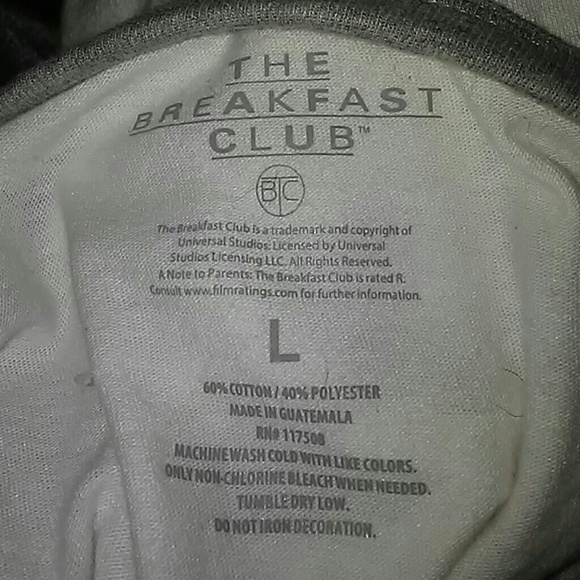 THE
BREAKFAST
CLUB™
BTC
The Breakfast Club is a trademark and copyright of
Universal Studios. Licensed by Universal
Studios Licensing LLC. All Rights Reserved.
A Note to Parents: The Breakfast Club is rated R.
Consult www.filmratings.com for further information.
L
60% COTTON / 40% POLYESTER
MADE IN GUATEMALA
RN# 117500
MACHINE WASH COLD WITH LIKE COLORS.
ONLY NON-CHLORINE BLEACH WHEN NEEDED.
TUMBLE DRY LOW.
DO NOT IRON DECORATION.